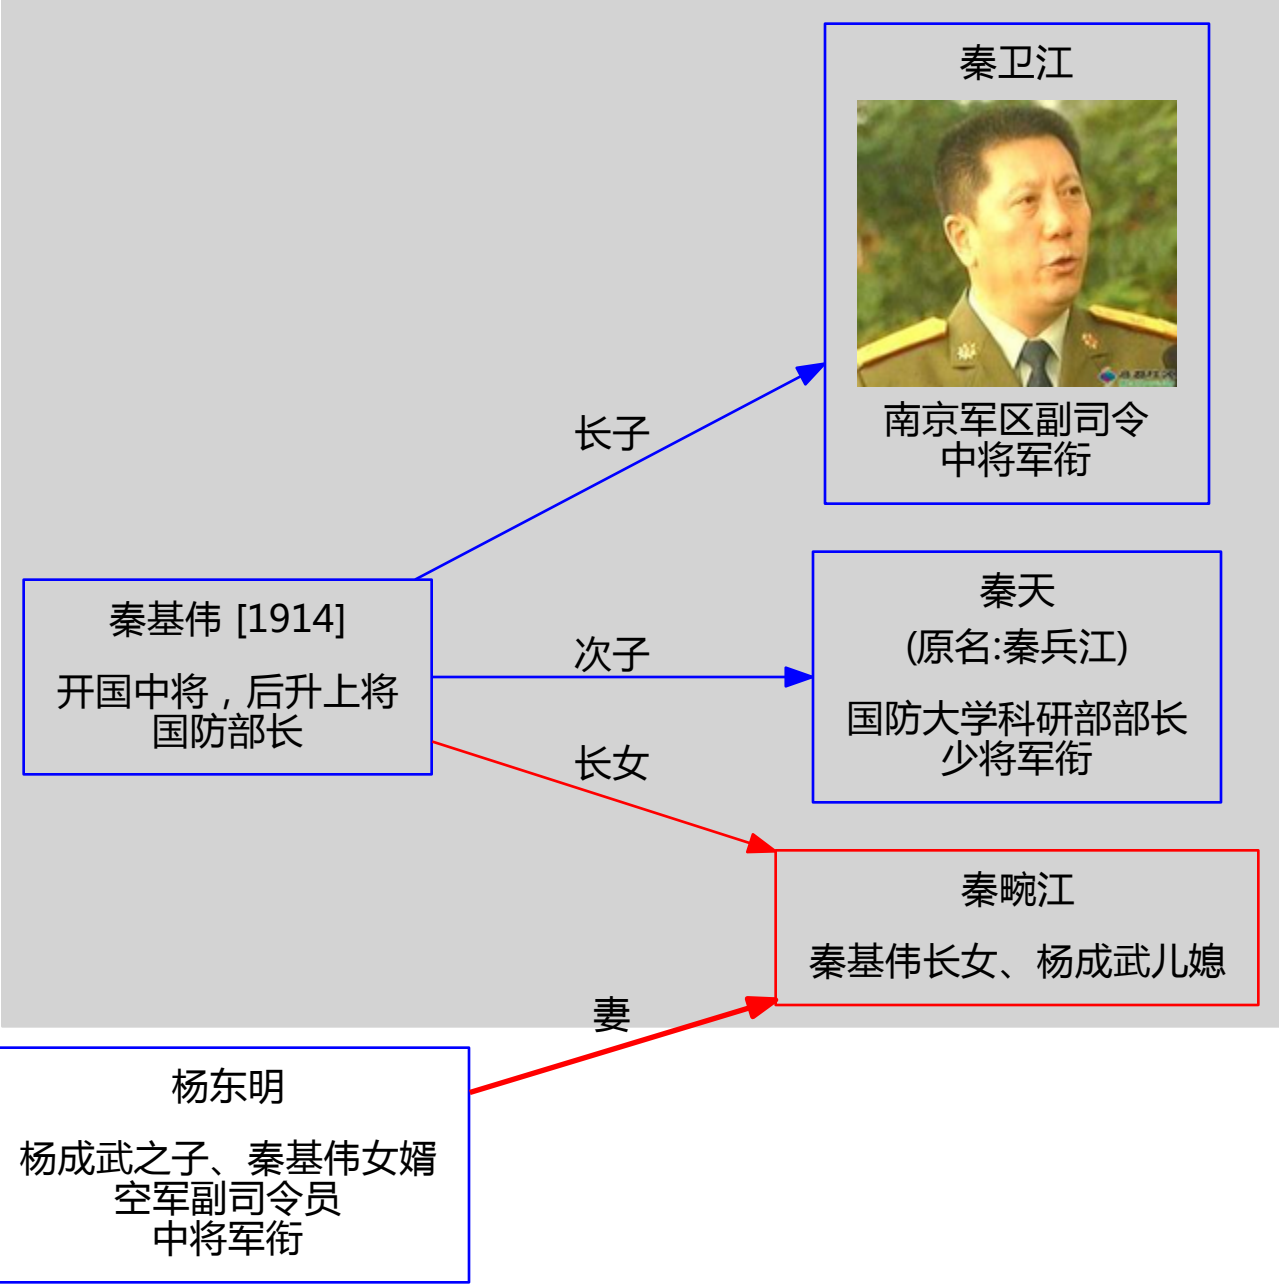 秦卫江
南京军区副司令
中将军衔
长子
秦基伟 [1914]
开国中将，后升上将
国防部长
次子
秦天
(原名:秦兵江)
国防大学科研部部长
少将军衔
长女
秦畹江
秦基伟长女、杨成武儿媳
妻
杨东明
杨成武之子、秦基伟女婿
空军副司令员
中将军衔